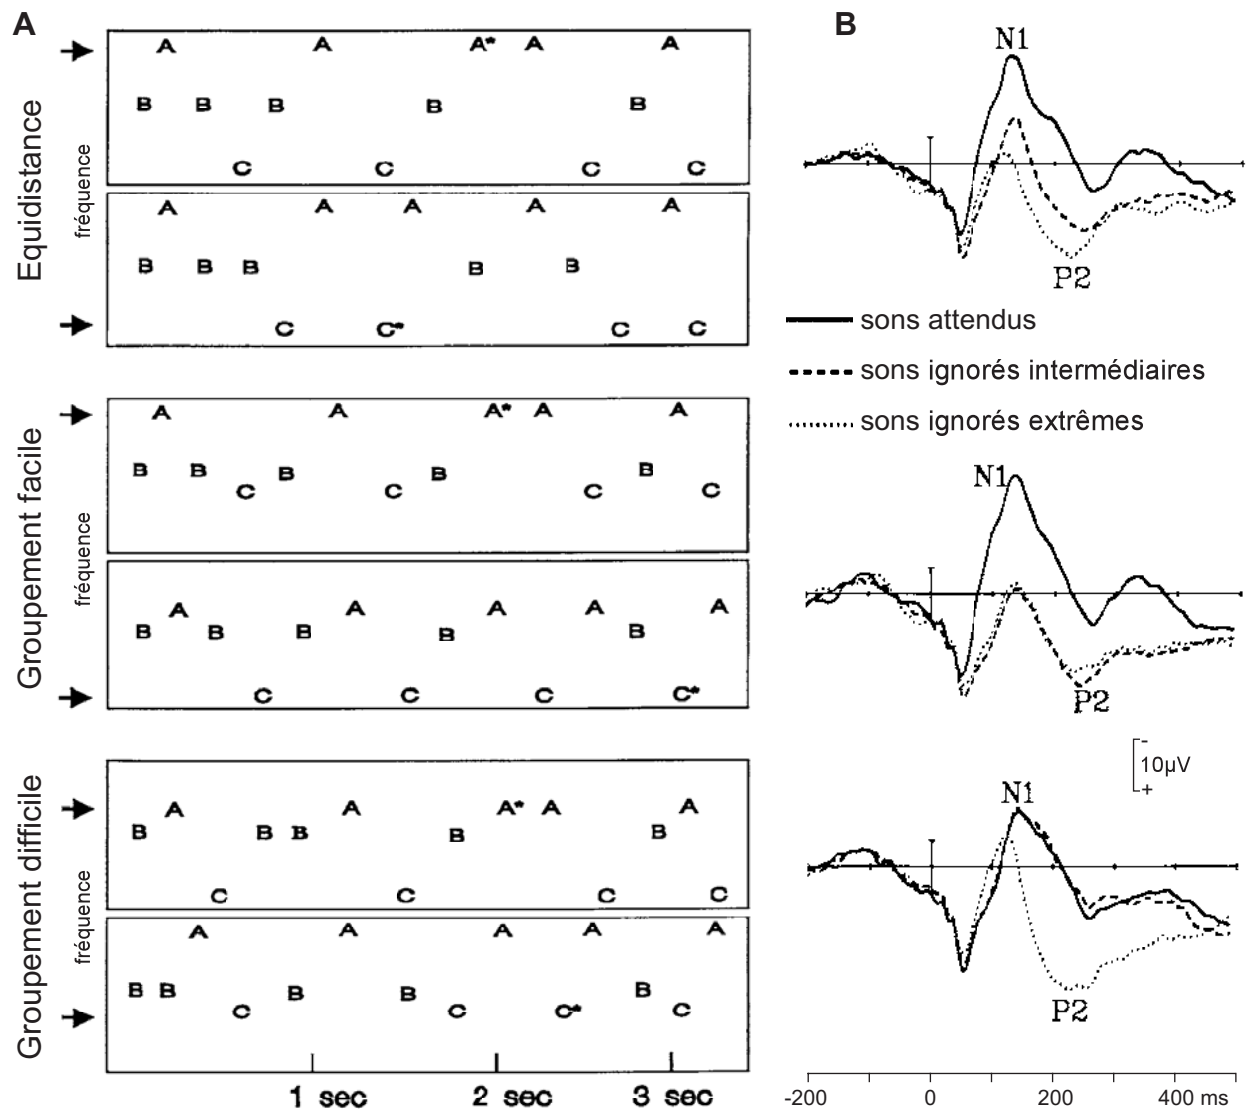 A
B
Equidistance
fréquence
A A A* A A
B B B B B
C C C C
A A A A A
B B B B B
C C* C C
Groupement facile
fréquence
A A A* A A
B B B B B
C C C C
A A A A A
B B B B B
C C C C*
Groupement difficile
fréquence
A A A* A A
B B B B B
C C C C
A A A A A
B B B B B
C C C* C
1 sec 2 sec 3 sec
N1
P2
sons attendus
sons ignorés intermédiaires
sons ignorés extrêmes
N1
P2
-
10µV
+
N1
P2
-200 0 200 400 ms